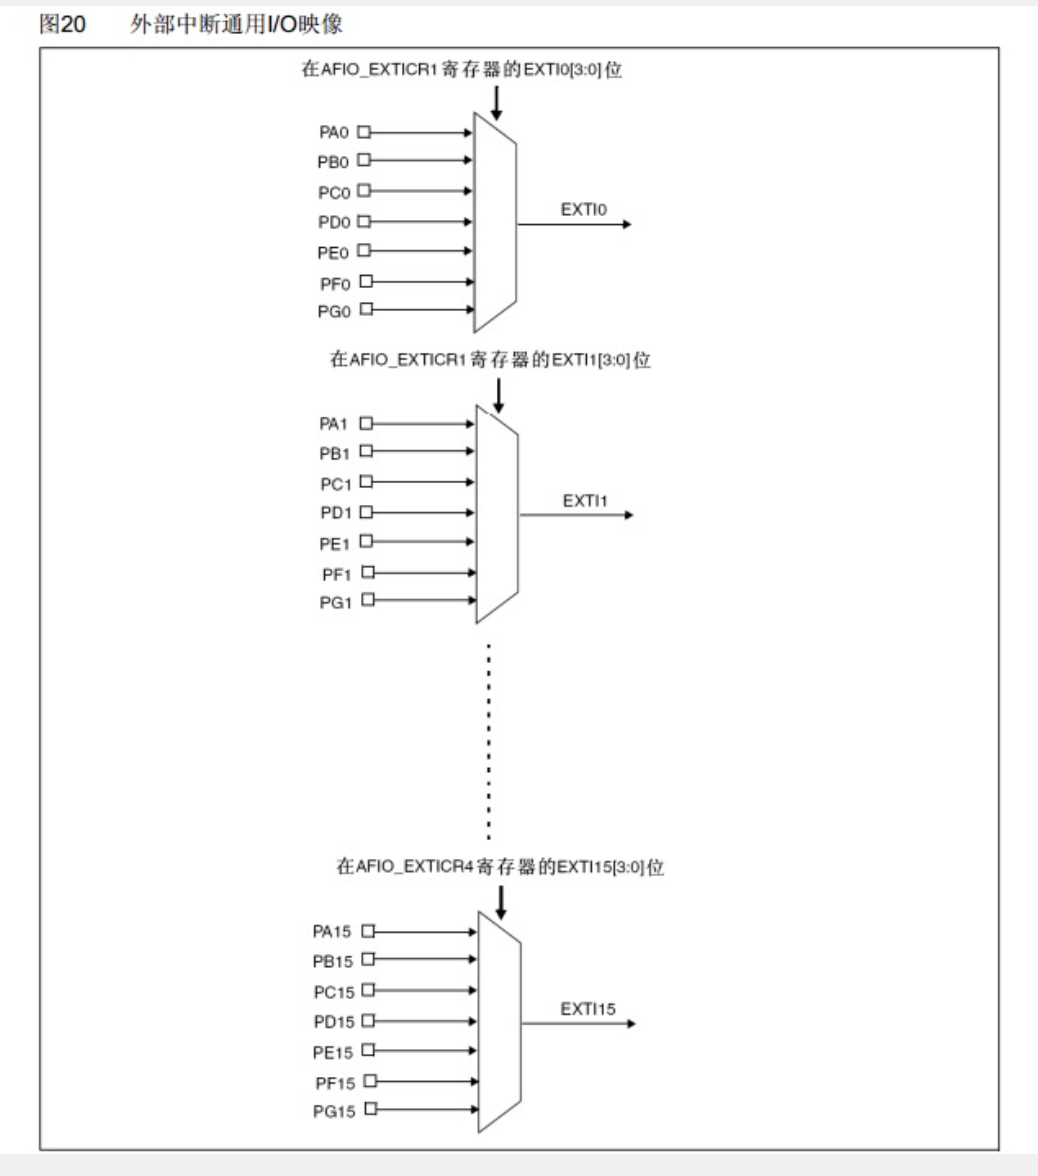 图20 外部中断通用I/O映像
在AFIO_EXTICR1寄存器的EXTI0[3:0]位
PA0
PB0
PC0
PD0
EXTI0
PE0
PF0
PG0
在AFIO_EXTICR1寄存器的EXTI1[3:0]位
PA1
PB1
PC1
PD1
EXTI1
PE1
PF1
PG1
在AFIO_EXTICR4寄存器的EXTI15[3:0]位
PA15
PB15
PC15
PD15
EXTI15
PE15
PF15
PG15